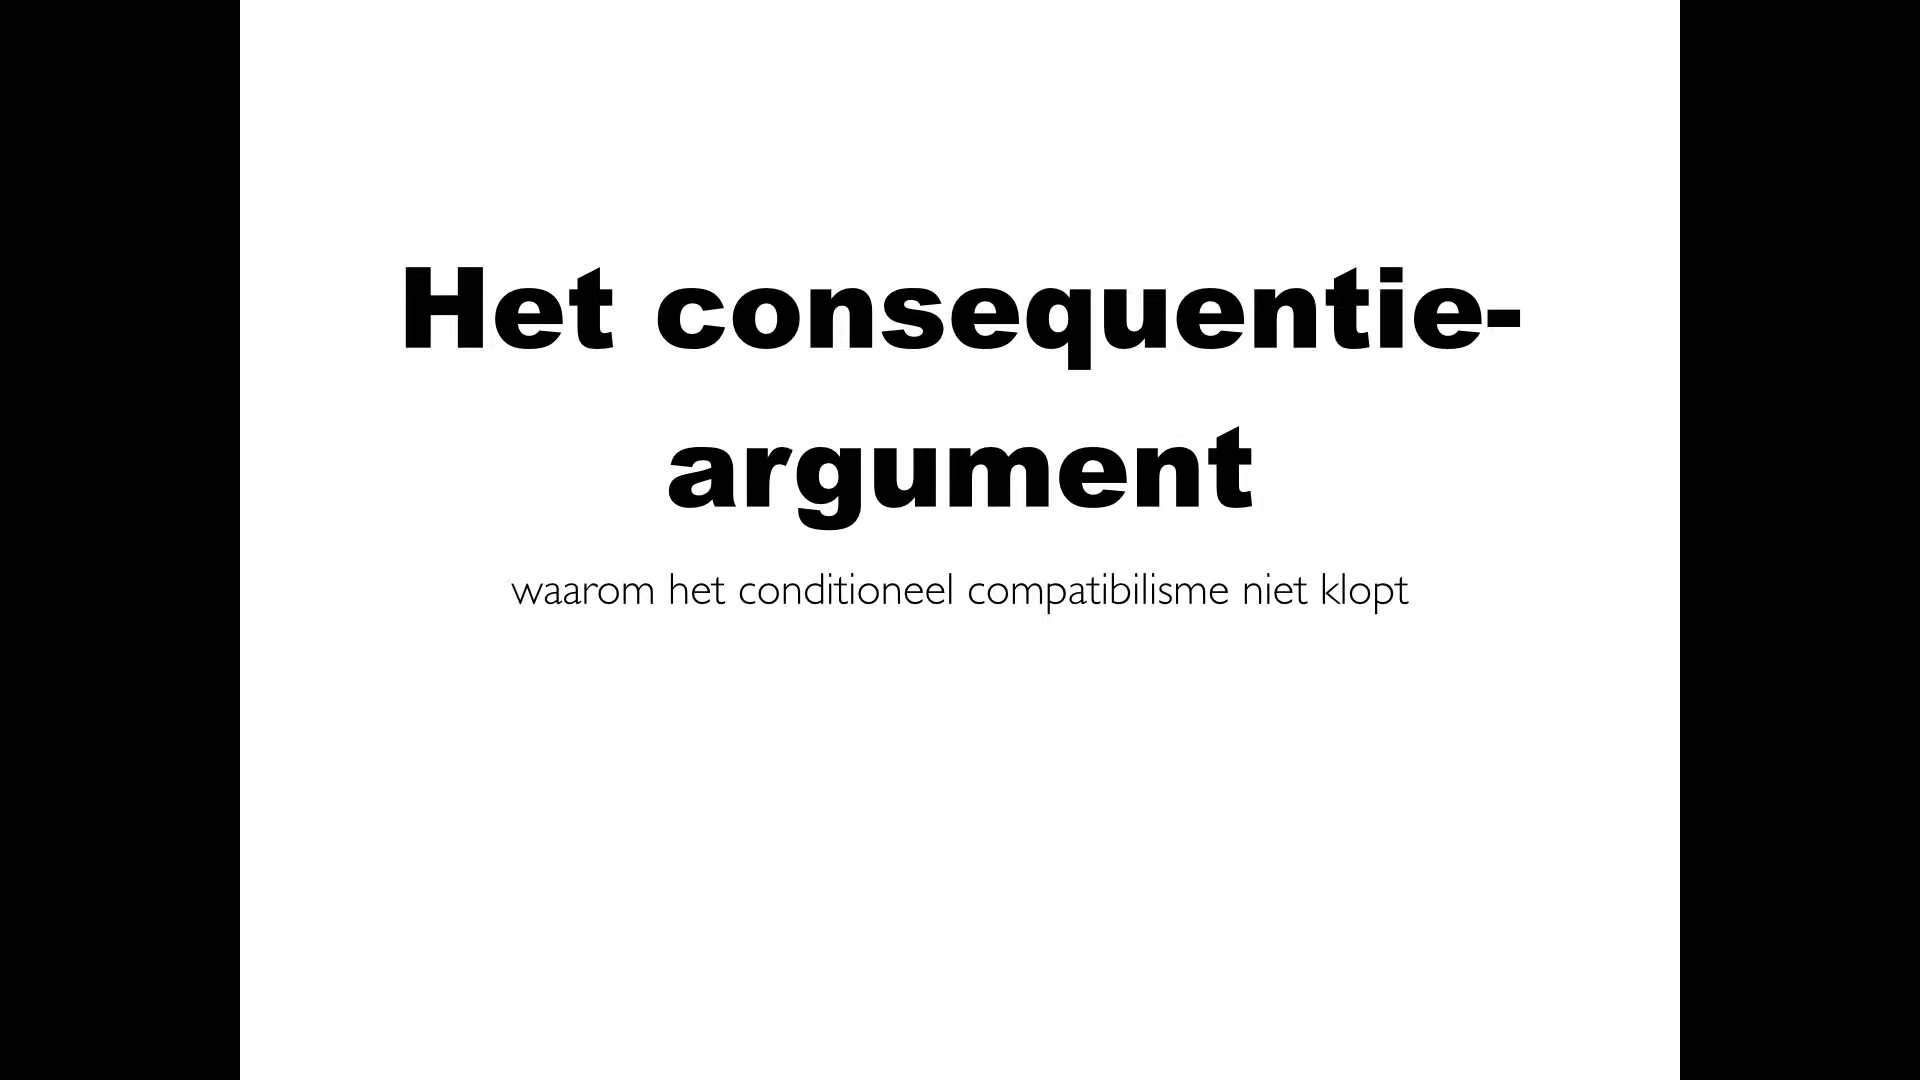 Het consequentie-
argument
waarom het conditioneel compatibilisme niet klopt